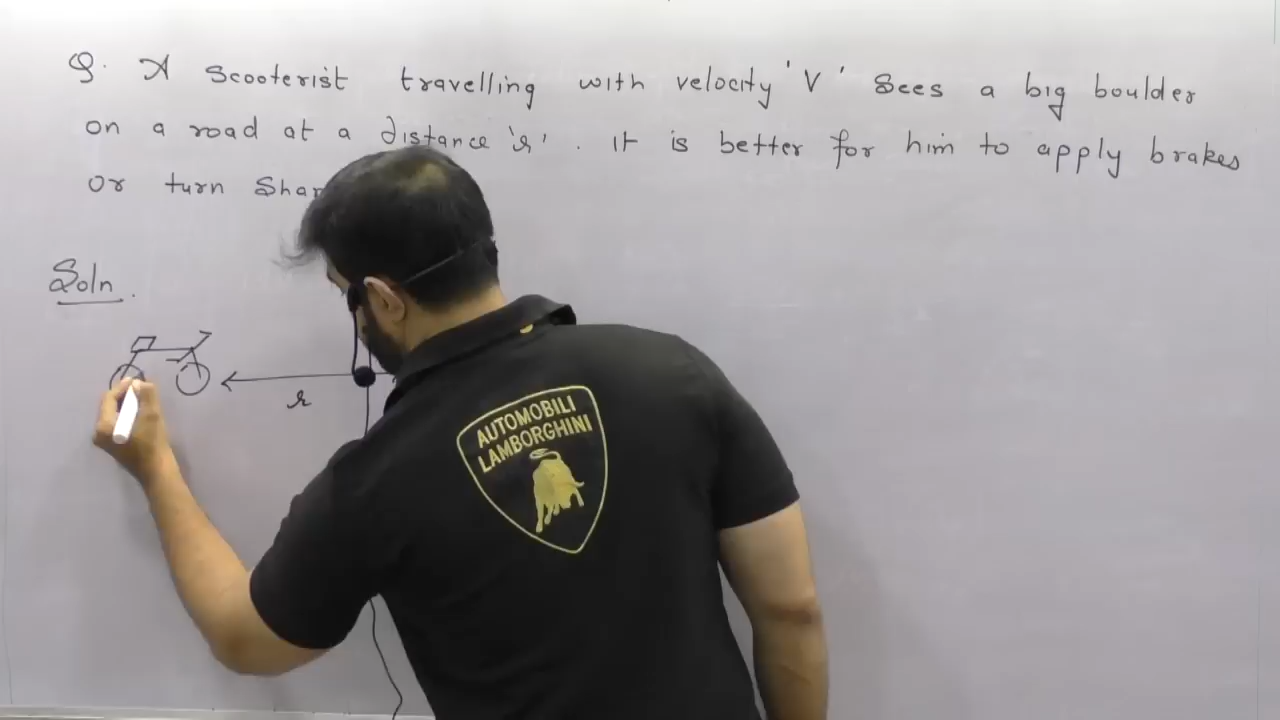 Q. A Scooterist travelling with velocity 'V' sees a big boulder
on a road at a distance 'r'. It is better for him to apply brakes
or turn
Soln.
r
AUTOMOBILI
LAMBORGHINI